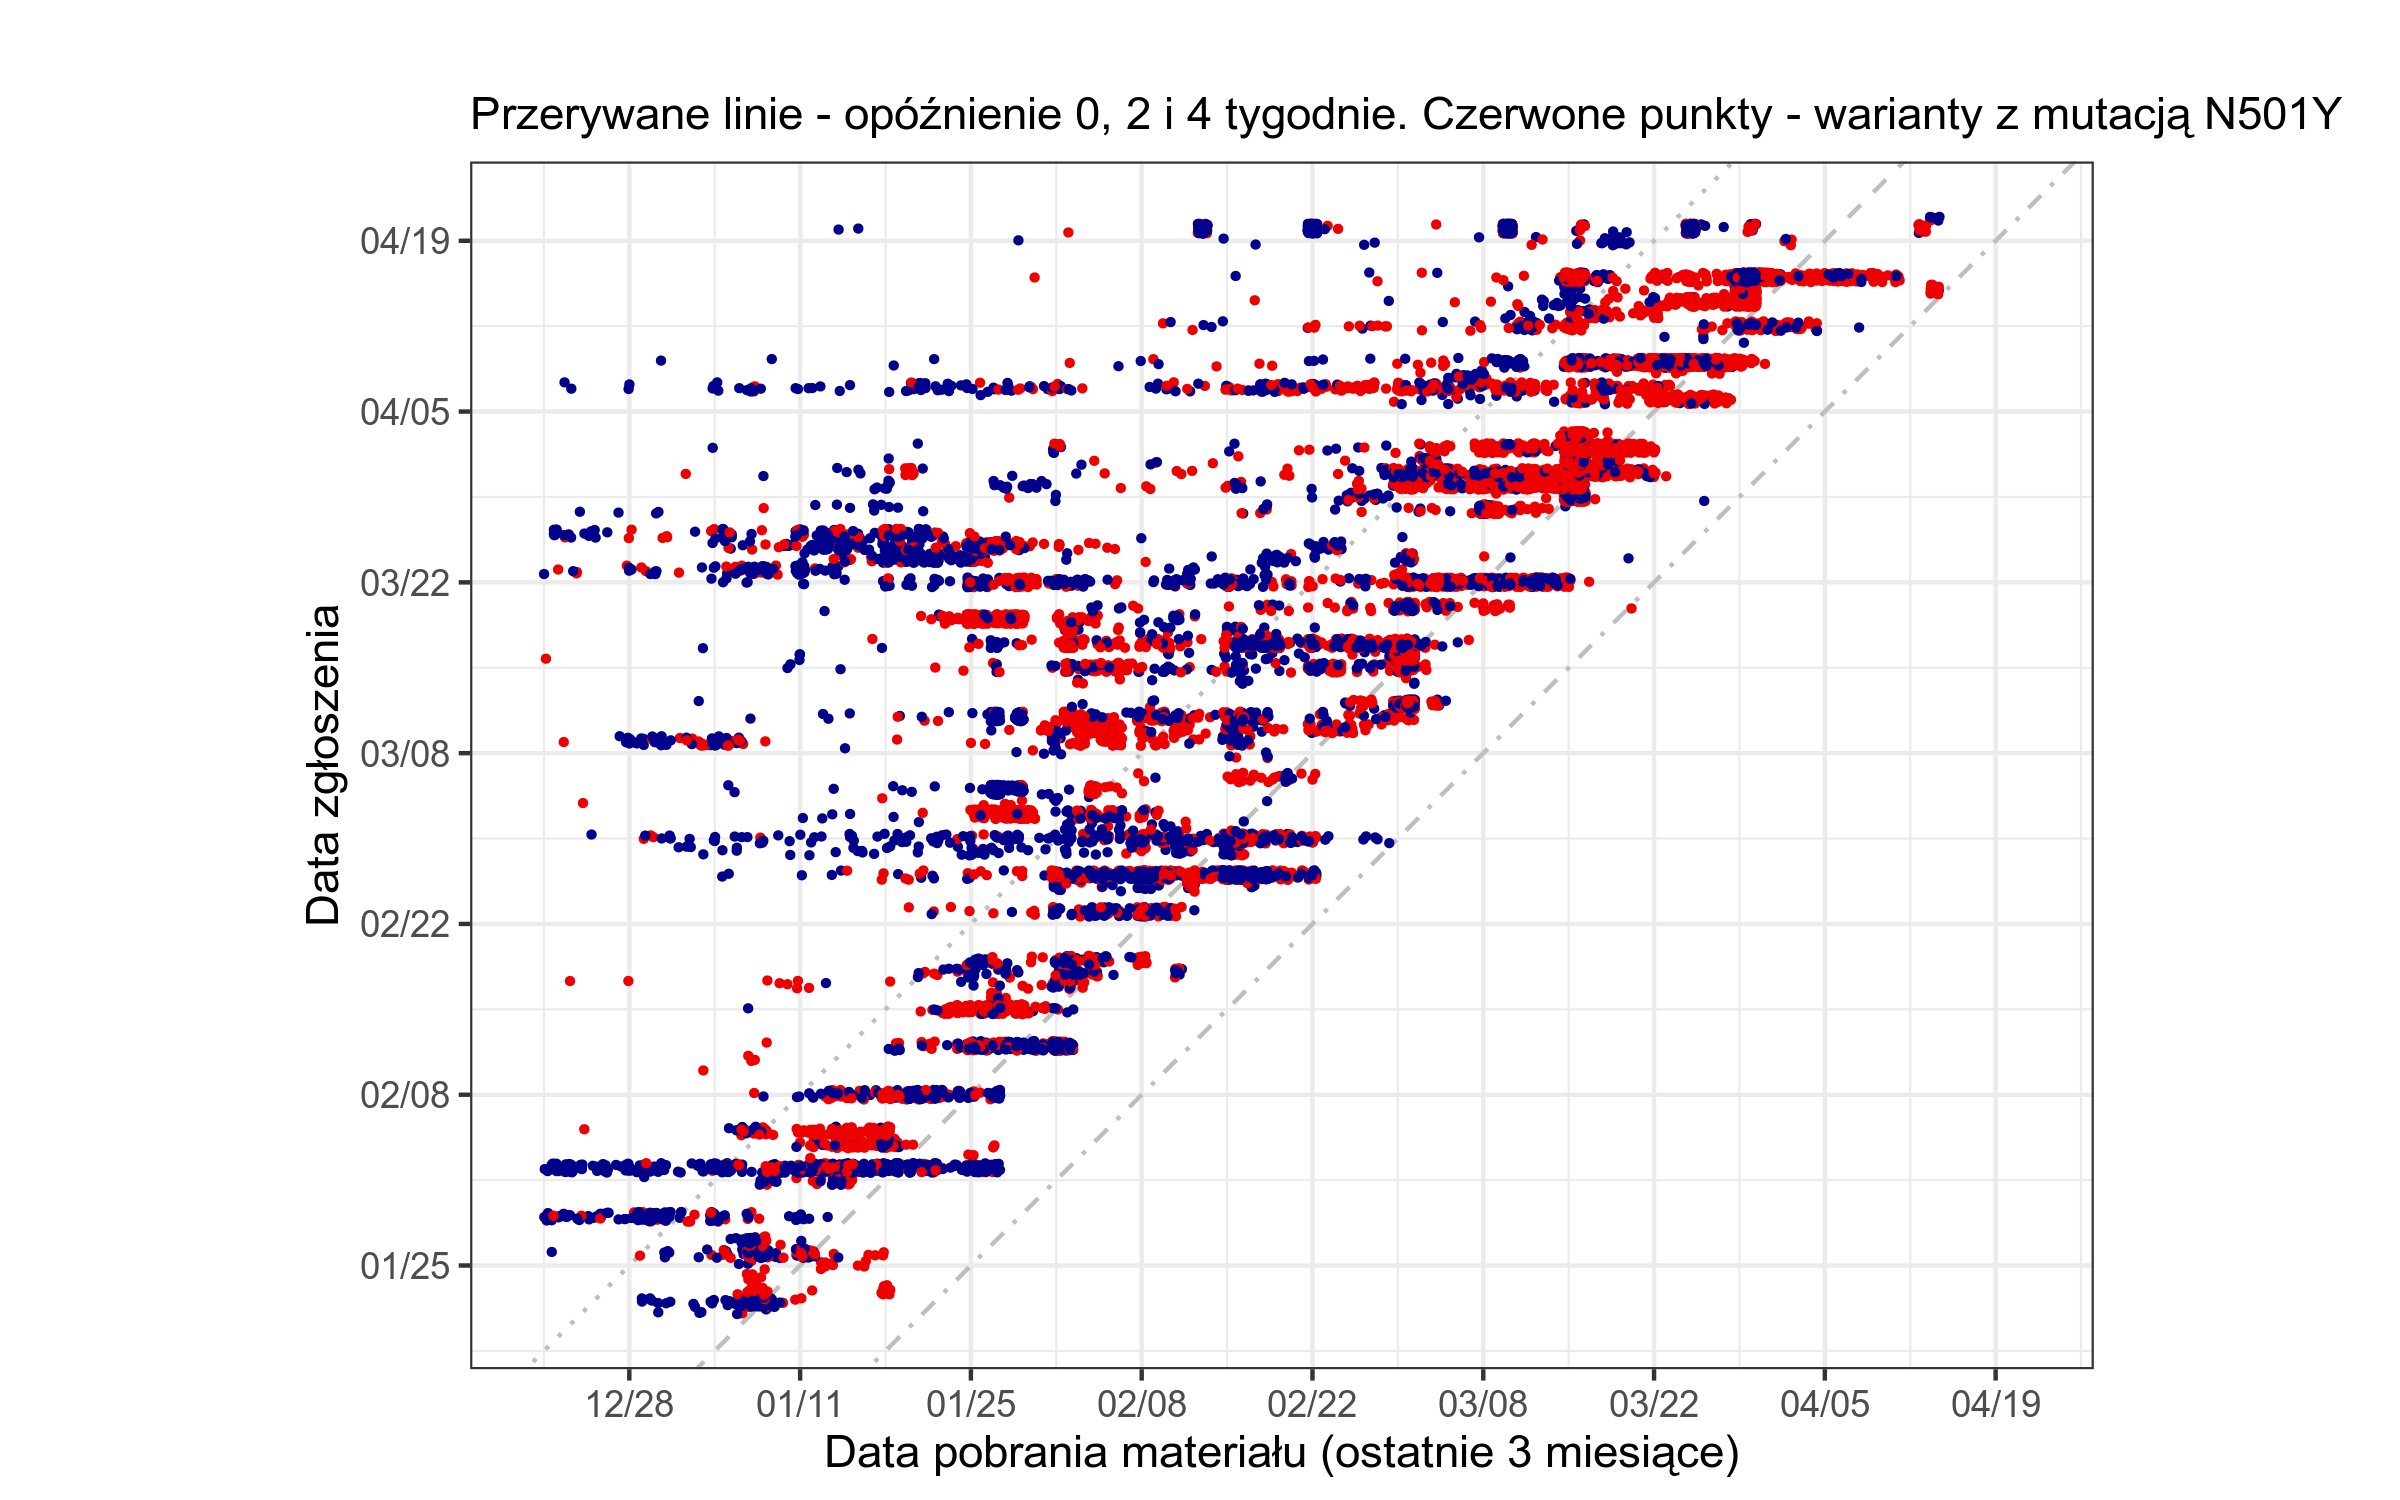 Przerywane linie - opóźnienie 0, 2 i 4 tygodnie. Czerwone punkty - warianty z mutacją N501Y
Data zgłoszenia
04/19
04/05
03/22
03/08
02/22
02/08
01/25
12/28 01/11 01/25 02/08 02/22 03/08 03/22 04/05 04/19
Data pobrania materiału (ostatnie 3 miesiące)